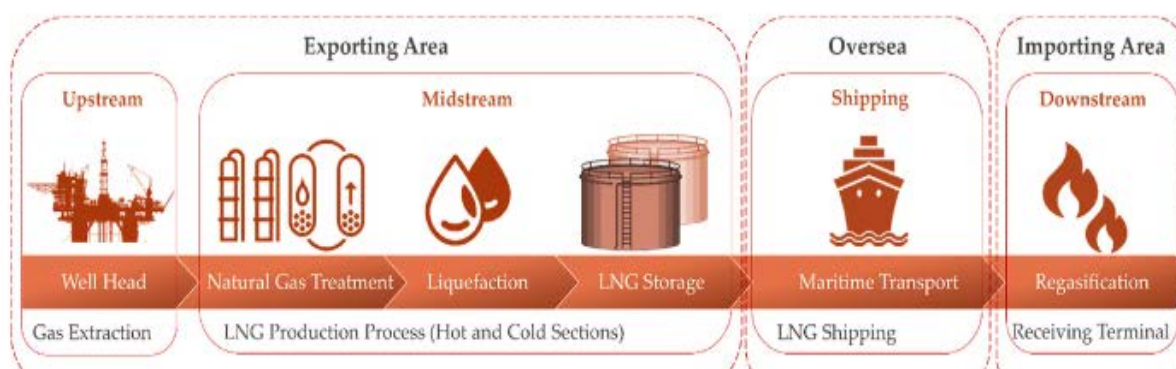 Exporting Area
Oversea
Importing Area
Upstream
Midstream
Shipping
Downstream
Well Head
Natural Gas Treatment
Liquefaction
LNG Storage
Maritime Transport
Regasification
Gas Extraction
LNG Production Process (Hot and Cold Sections)
LNG Shipping
Receiving Terminal